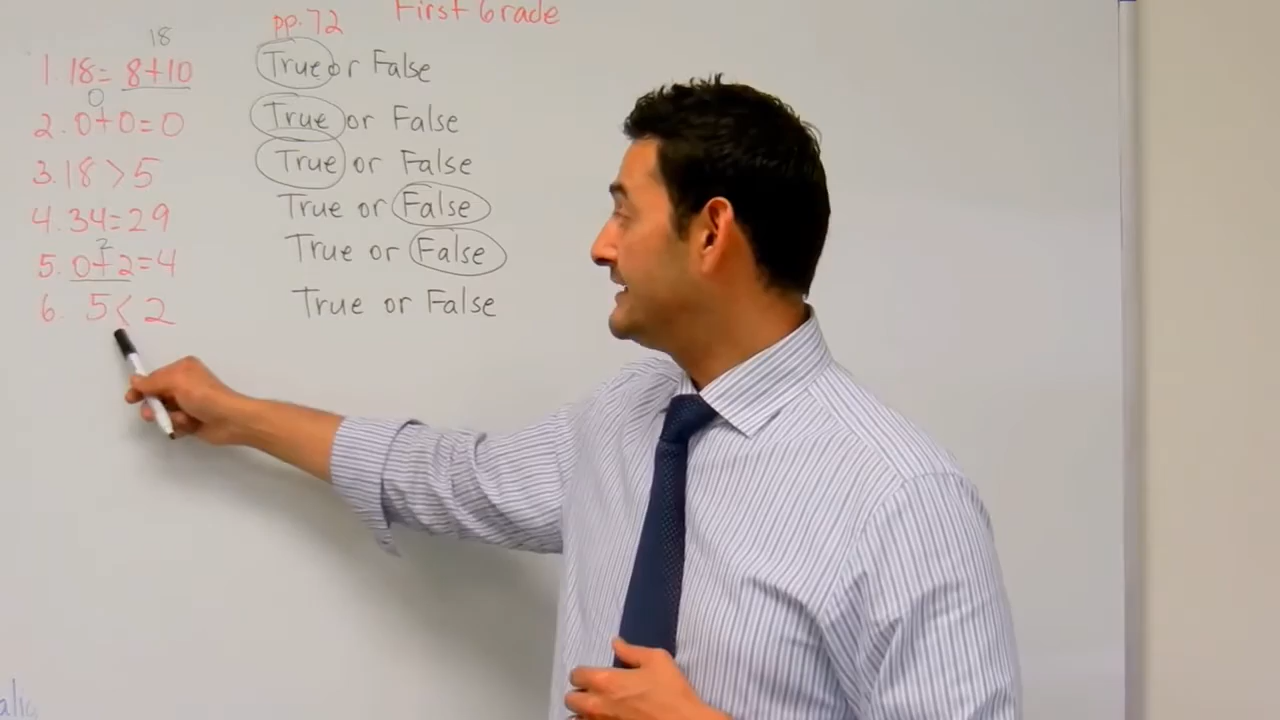 pp. 72 First Grade
18
1. 18 = 8+10 True or False
0
2. 0+0=0 True or False
3. 18 > 5 True or False
4. 34=29 True or False
2
5. 0+2=4 True or False
6. 5 < 2 True or False